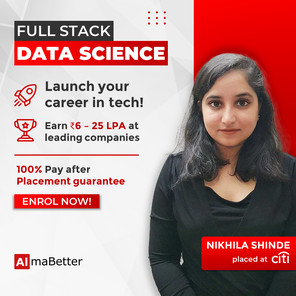 FULL STACK
DATA SCIENCE
Launch your
career in tech!
Earn ₹6 – 25 LPA at
leading companies
100% Pay after
Placement guarantee
ENROL NOW!
NIKHILA SHINDE
placed at citi
AlmaBetter